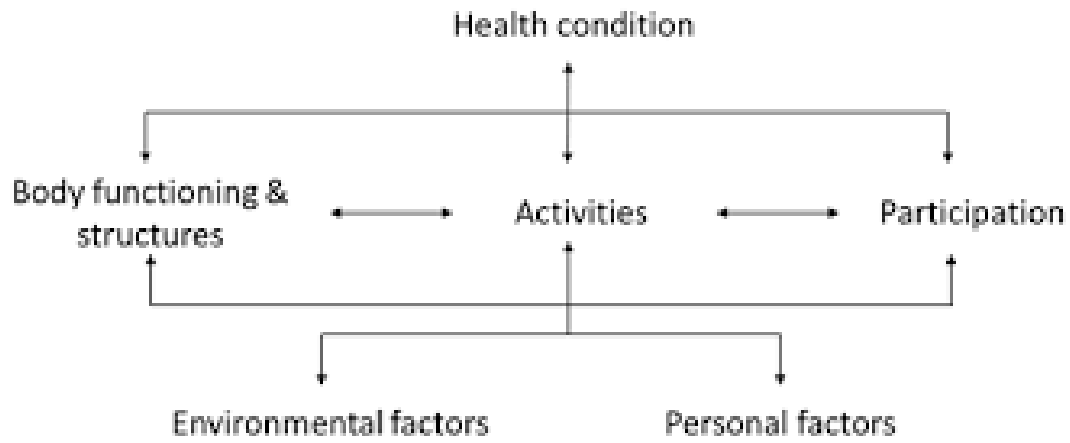 Health condition
Body functioning &
structures
Activities
Participation
Environmental factors
Personal factors